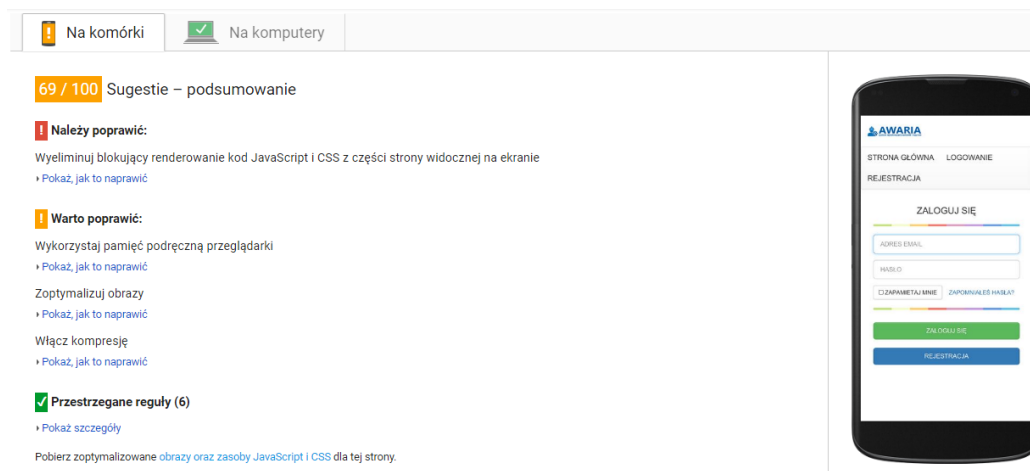 Na komórki
Na komputery
69 / 100 Sugestie – podsumowanie
! Należy poprawić:
Wyeliminuj blokujący renderowanie kod JavaScript i CSS z części strony widocznej na ekranie
Pokaż, jak to naprawić
! Warto poprawić:
Wykorzystaj pamięć podręczną przeglądarki
Pokaż, jak to naprawić
Zoptymalizuj obrazy
Pokaż, jak to naprawić
Włącz kompresję
Pokaż, jak to naprawić
Przestrzegane reguły (6)
Pokaż szczegóły
Pobierz zoptymalizowane obrazy oraz zasoby JavaScript i CSS dla tej strony.
AWARIA
STRONA GŁÓWNA LOGOWANIE
REJESTRACJA
ZALOGUJ SIĘ
ADRES EMAIL
HASŁO
ZAPAMIETAJ MNIE ZAPOMNIAŁEŚ HASŁA?
ZALOGUJ SIĘ
REJESTRACJA